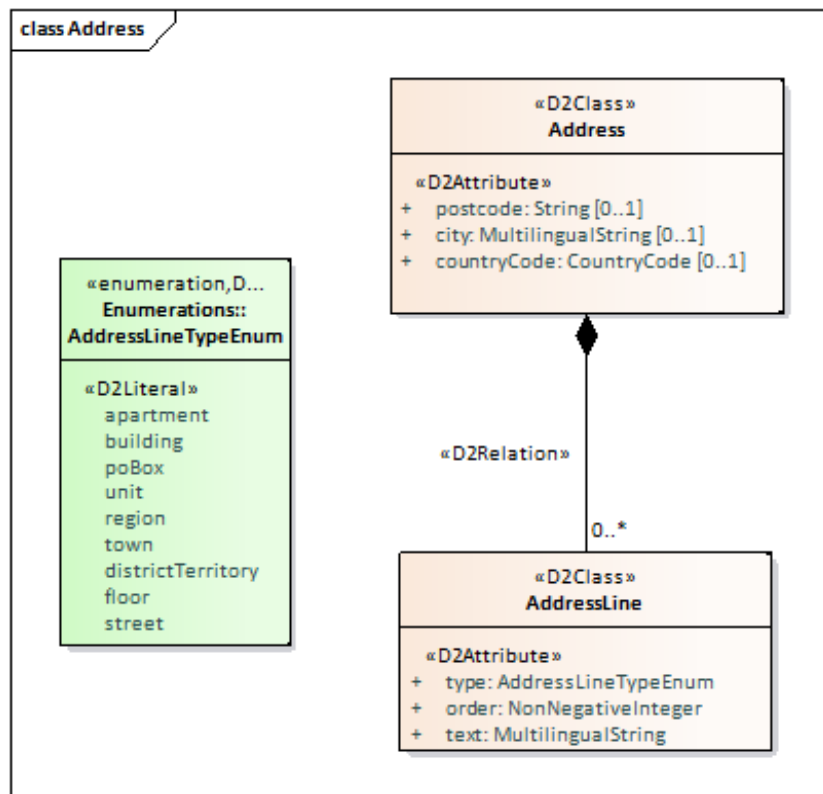 class Address
«D2Class»
Address
«D2Attribute»
+ postcode: String [0..1]
+ city: MultilingualString [0..1]
+ countryCode: CountryCode [0..1]
«enumeration,D...
Enumerations::
AddressLineTypeEnum
«D2Literal»
apartment
building
poBox
unit
region
town
districtTerritory
floor
street
«D2Relation»
0..*
«D2Class»
AddressLine
«D2Attribute»
+ type: AddressLineTypeEnum
+ order: NonNegativeInteger
+ text: MultilingualString